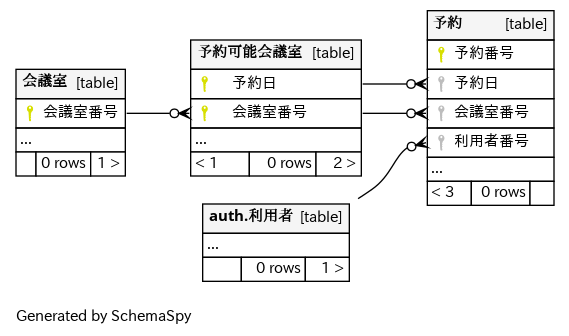 予約 [table]
予約番号
予約日
会議室番号
利用者番号
...
< 3 0 rows
予約可能会議室 [table]
予約日
会議室番号
...
< 1 0 rows 2 >
会議室 [table]
会議室番号
...
0 rows 1 >
auth.利用者 [table]
...
0 rows 1 >
Generated by SchemaSpy